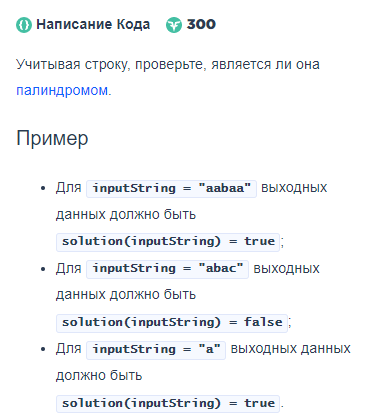 Написание Кода 300
Учитывая строку, проверьте, является ли она
палиндромом.
Пример
• Для inputString = "aabaa" выходных
данных должно быть
solution(inputString) = true;
• Для inputString = "abac" выходных
данных должно быть
solution(inputString) = false;
• Для inputString = "a" выходных данных
должно быть
solution(inputString) = true.